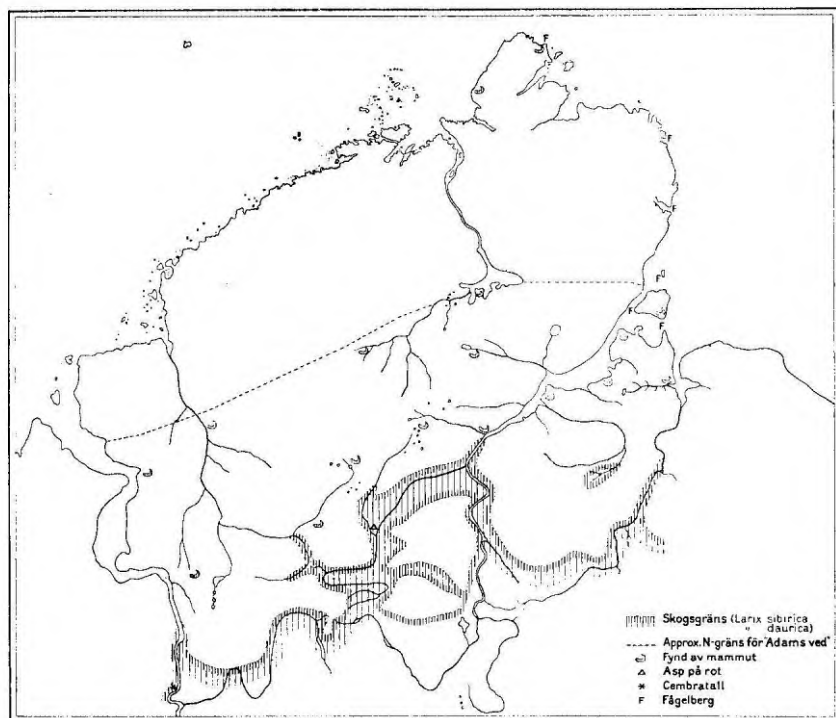 F
F
F
F
F
F
Skogsgräns (Larix sibirica
" daurica)
Approx. N-gräns för "Adams ved"
Fynd av mammut
Asp på rot
Cembratall
F Fågelberg